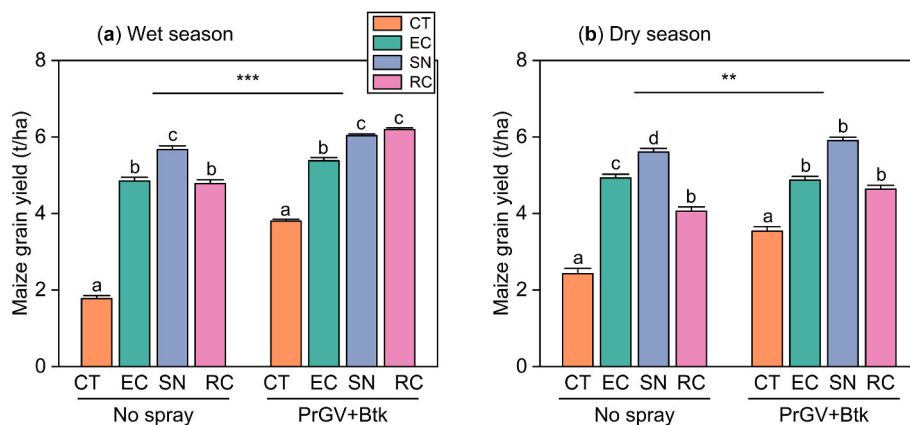 (a) Wet season
CT
EC
SN
RC
(b) Dry season
Maize grain yield (t/ha)
8
6
4
2
0
***
a
b
c
b
a
b
c
c
CT EC SN RC CT EC SN RC
No spray PrGV+Btk
Maize grain yield (t/ha)
8
6
4
2
0
**
a
c
d
b
a
b
b
b
CT EC SN RC CT EC SN RC
No spray PrGV+Btk